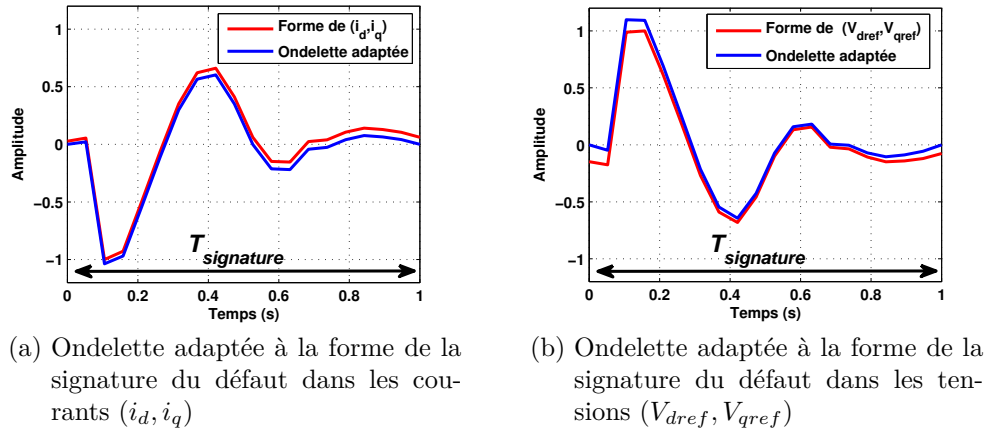 Forme de (i_d,i_q)
Ondelette adaptée
1
0.5
0
−0.5
−1
Amplitude
T_signature
0 0.2 0.4 0.6 0.8 1
Temps (s)
(a) Ondelette adaptée à la forme de la
signature du défaut dans les cou-
rants (i_d, i_q)
Forme de (V_dref,V_qref)
Ondelette adaptée
1
0.5
0
−0.5
−1
Amplitude
T_signature
0 0.2 0.4 0.6 0.8 1
Temps (s)
(b) Ondelette adaptée à la forme de la
signature du défaut dans les ten-
sions (V_dref, V_qref)